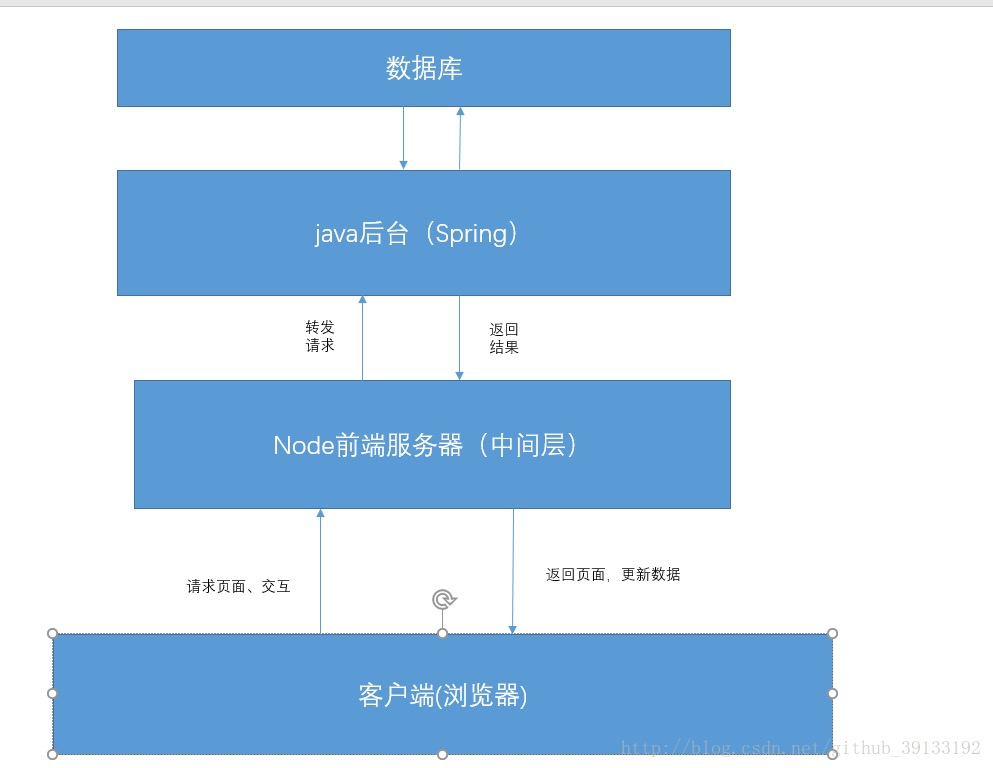 数据库
java后台（Spring）
转发
请求
返回
结果
Node前端服务器（中间层）
请求页面、交互
返回页面，更新数据
客户端(浏览器)
http://blog.csdn.net/github_39133192